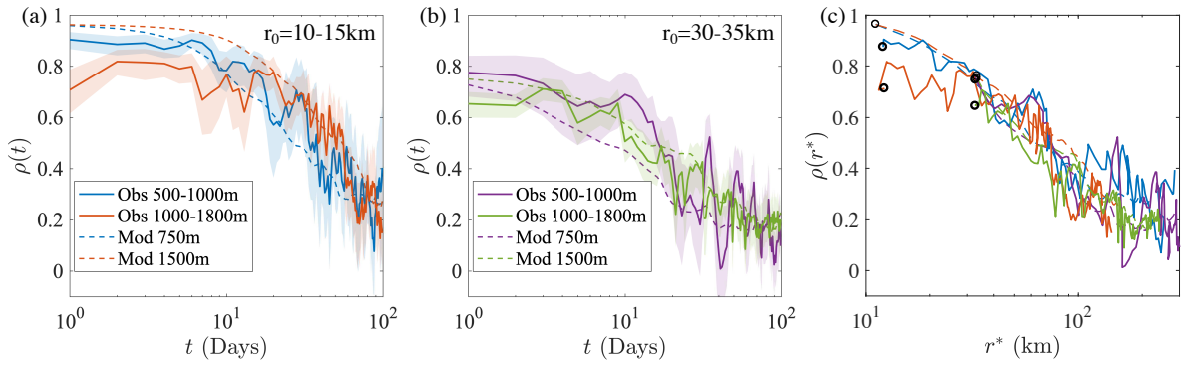 (a)
r₀=10-15km
ρ(t)
1
0.8
0.6
0.4
0.2
0
Obs 500-1000m
Obs 1000-1800m
Mod 750m
Mod 1500m
10⁰ 10¹ 10²
t (Days)
(b)
r₀=30-35km
ρ(t)
1
0.8
0.6
0.4
0.2
0
Obs 500-1000m
Obs 1000-1800m
Mod 750m
Mod 1500m
10⁰ 10¹ 10²
t (Days)
(c)
ρ(r*)
1
0.8
0.6
0.4
0.2
0
10¹ 10²
r* (km)